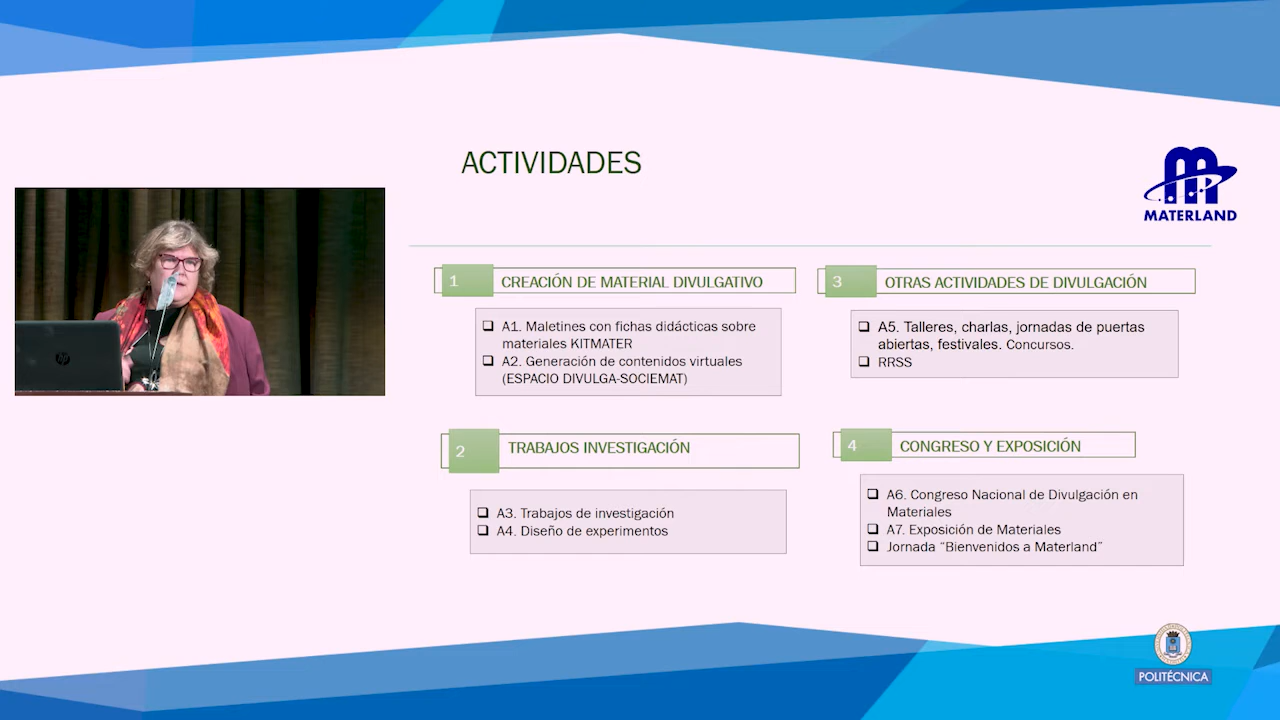 ACTIVIDADES
MATERLAND
1
CREACIÓN DE MATERIAL DIVULGATIVO
A1. Maletines con fichas didácticas sobre
materiales KITMATER
A2. Generación de contenidos virtuales
(ESPACIO DIVULGA-SOCIEMAT)
2
TRABAJOS INVESTIGACIÓN
A3. Trabajos de investigación
A4. Diseño de experimentos
3
OTRAS ACTIVIDADES DE DIVULGACIÓN
A5. Talleres, charlas, jornadas de puertas
abiertas, festivales. Concursos.
RRSS
4
CONGRESO Y EXPOSICIÓN
A6. Congreso Nacional de Divulgación en
Materiales
A7. Exposición de Materiales
Jornada “Bienvenidos a Materland”
POLITÉCNICA
hp